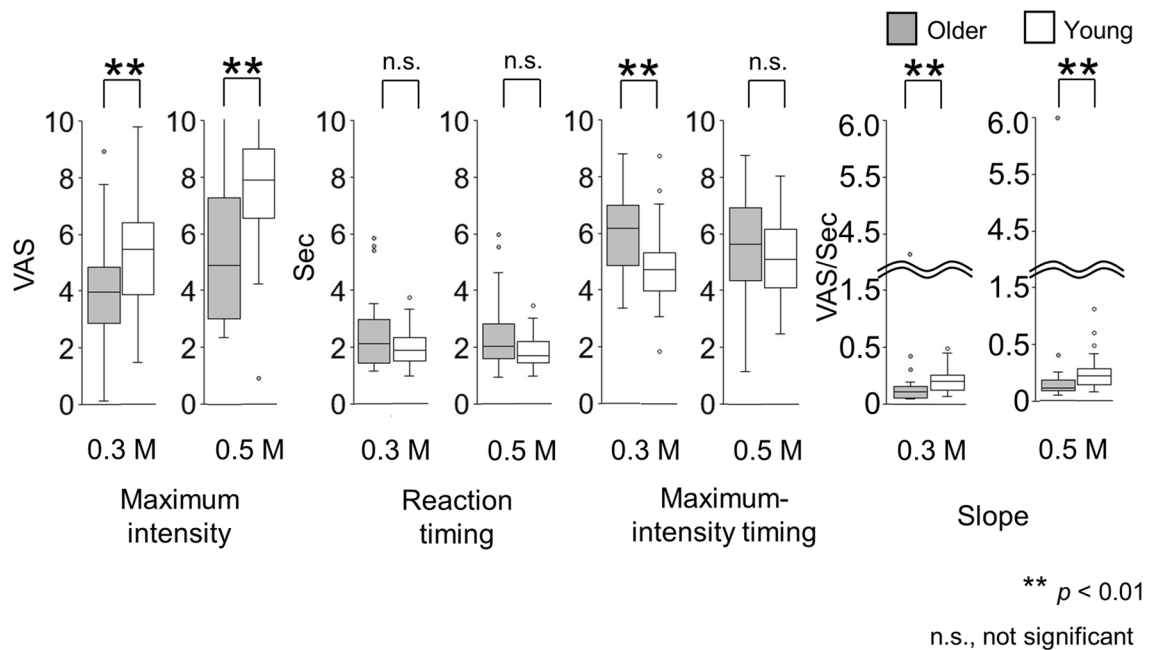 Older Young
** ** n.s. n.s. ** n.s. ** **
10 10 10 10 10 10 6.0 6.0
8 8 8 8 8 8 5.5 5.5
6 6 6 6 6 6 4.5 4.5
VAS Sec VAS/Sec
4 4 4 4 4 4 1.5 1.5
2 2 2 2 2 2 0.5 0.5
0 0 0 0 0 0 0 0
0.3 M 0.5 M 0.3 M 0.5 M 0.3 M 0.5 M 0.3 M 0.5 M
Maximum
intensity
Reaction
timing
Maximum-
intensity timing
Slope
** p < 0.01
n.s., not significant